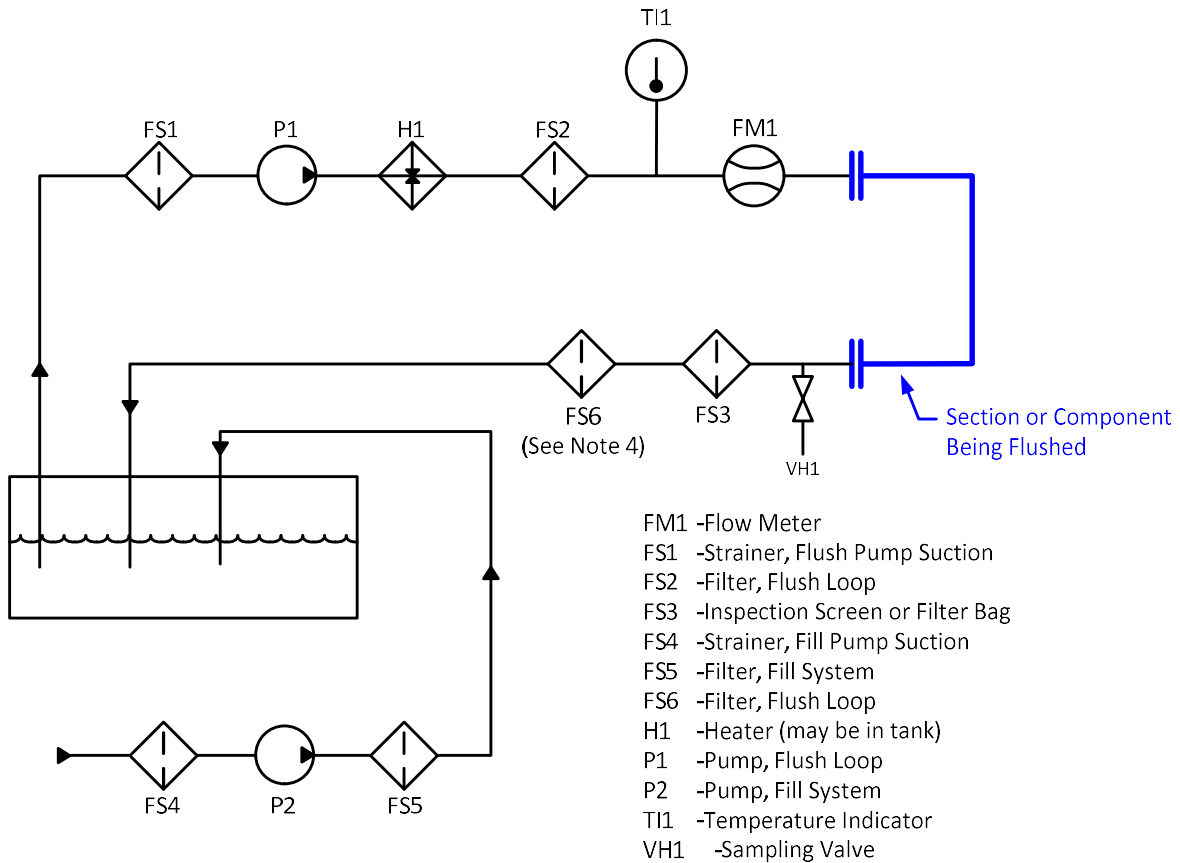 TI1
FS1
P1
H1
FS2
FM1
FS6
(See Note 4)
FS3
VH1
Section or Component
Being Flushed
FS4
P2
FS5
FM1 -Flow Meter
FS1 -Strainer, Flush Pump Suction
FS2 -Filter, Flush Loop
FS3 -Inspection Screen or Filter Bag
FS4 -Strainer, Fill Pump Suction
FS5 -Filter, Fill System
FS6 -Filter, Flush Loop
H1 -Heater (may be in tank)
P1 -Pump, Flush Loop
P2 -Pump, Fill System
TI1 -Temperature Indicator
VH1 -Sampling Valve